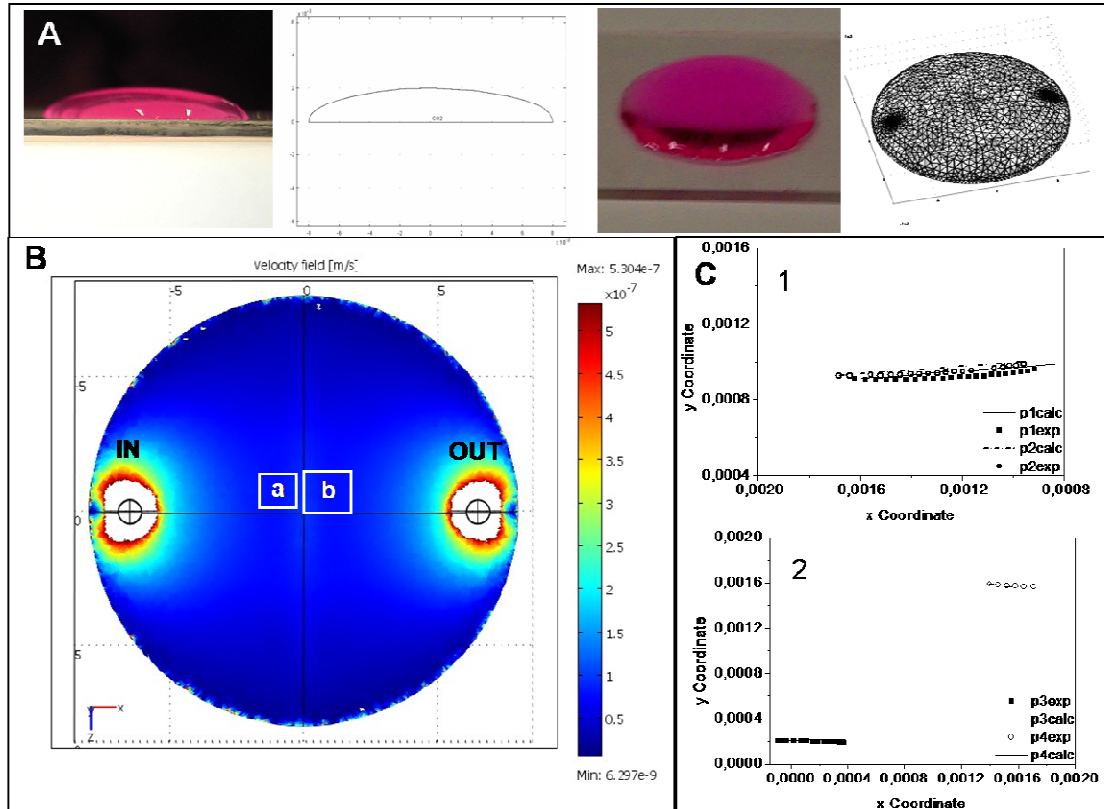 A
CO2
B
Velocity field [m/s]
Max: 5.304e-7
×10⁻⁷
-5
0
5
5
4.5
4
3.5
3
2.5
2
1.5
1
0.5
-5
0
5
IN
OUT
a
b
x
z
Min: 6.297e-9
C
1
0,0016
0,0012
0,0008
0,0004
y Coordinate
p1calc
p1exp
p2calc
p2exp
0,0020
0,0016
0,0012
0,0008
x Coordinate
2
0,0020
0,0016
0,0012
0,0008
0,0004
0,0000
y Coordinate
p3exp
p3calc
p4exp
p4calc
0,0000
0,0004
0,0008
0,0012
0,0016
0,0020
x Coordinate